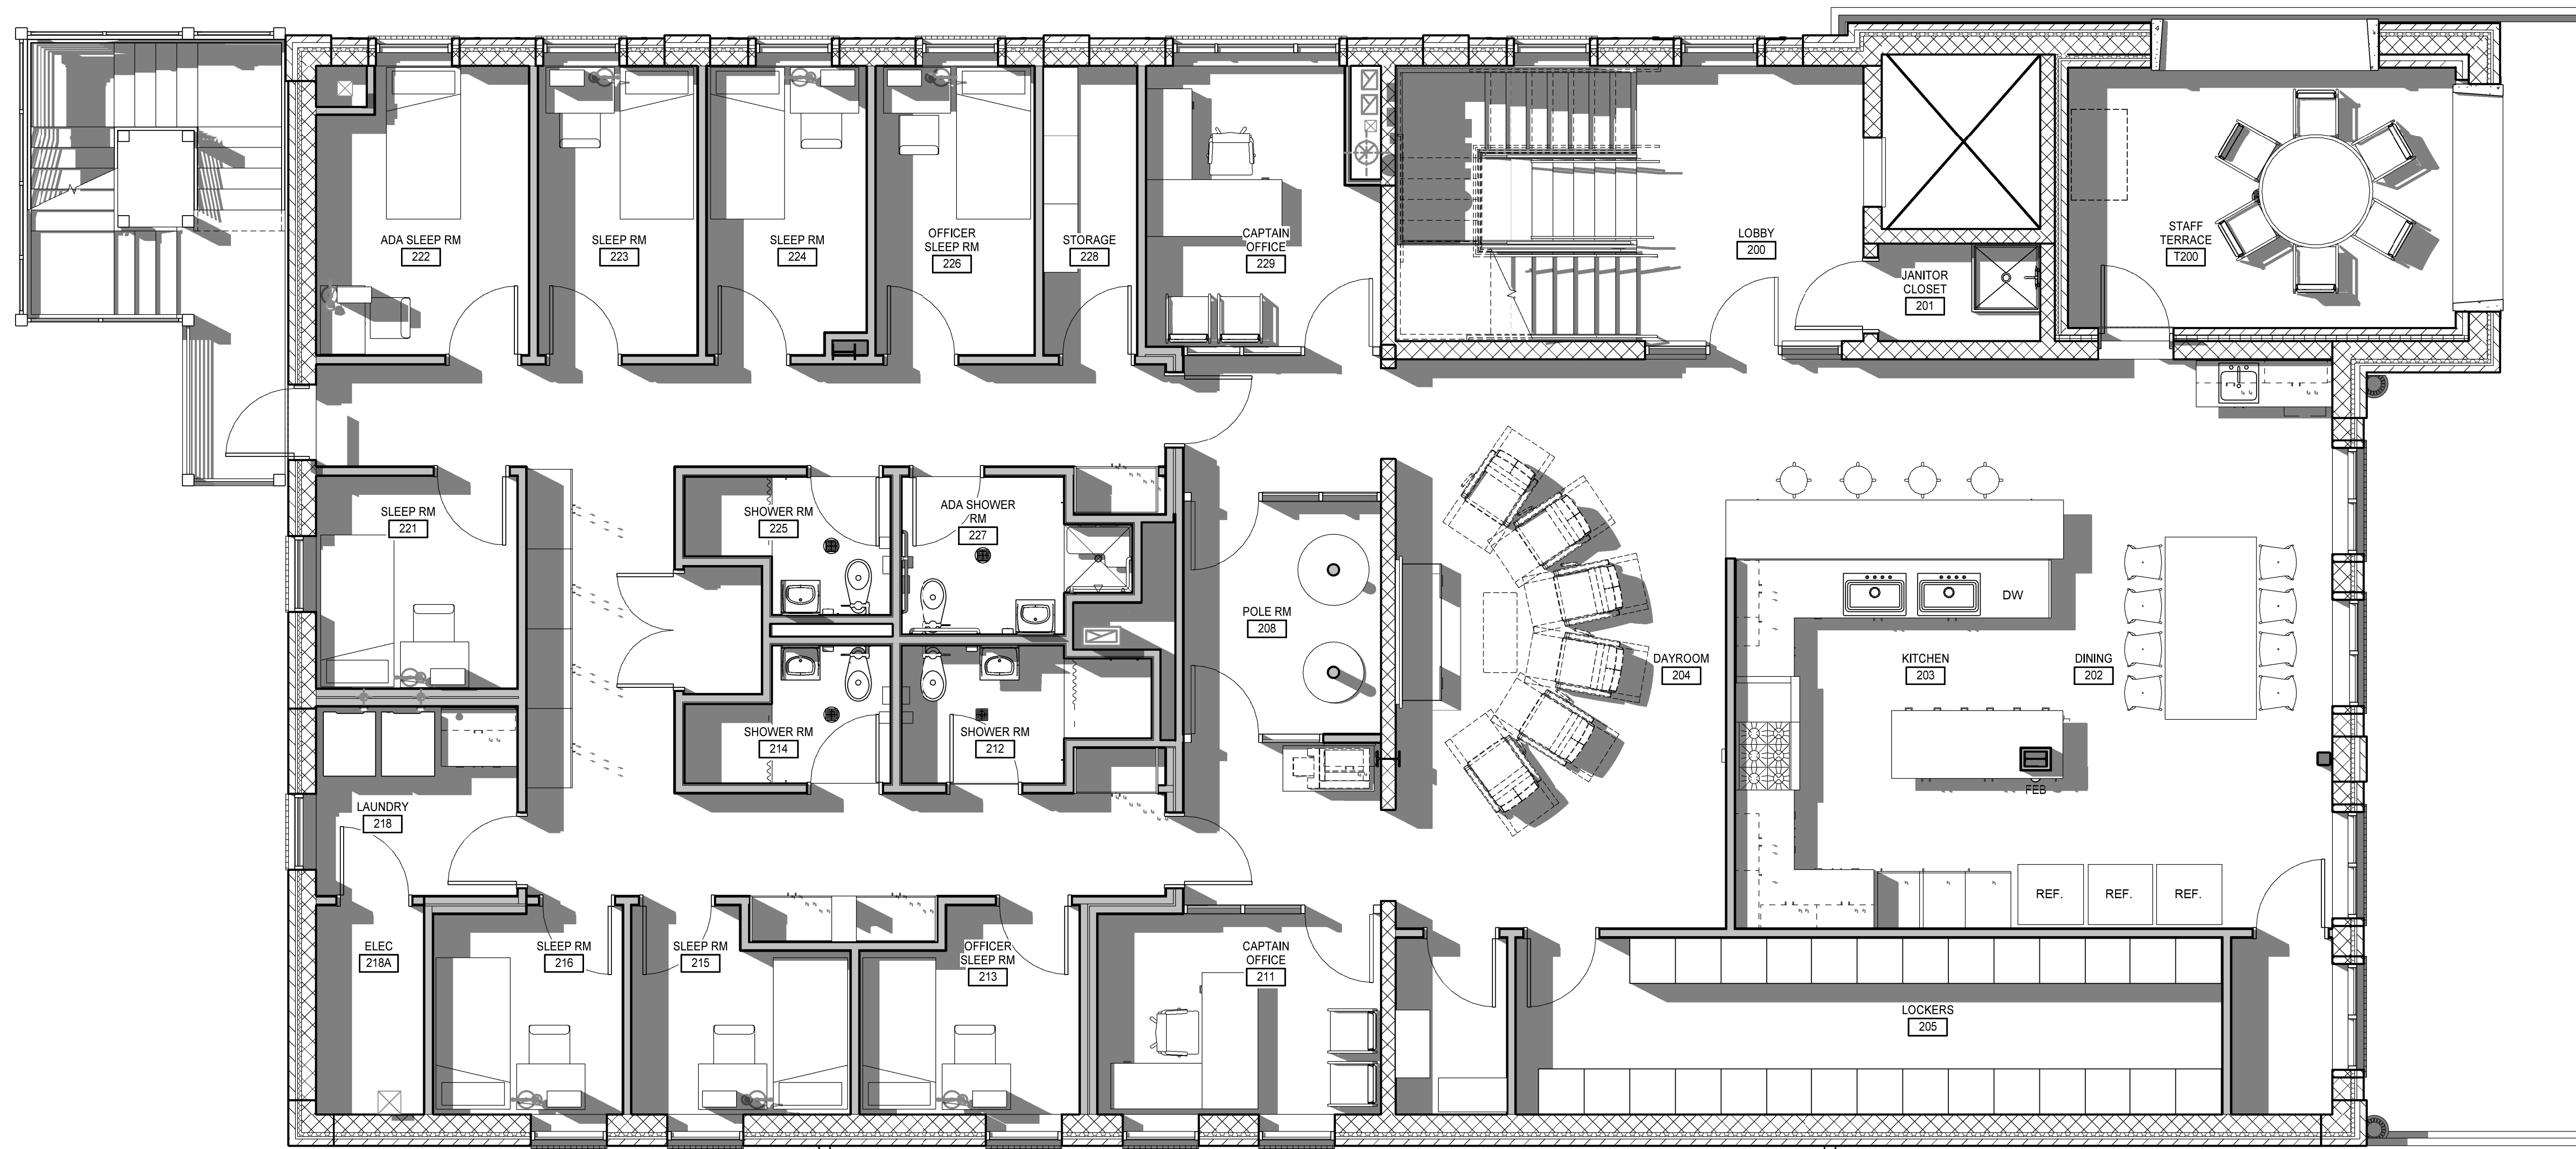 ADA SLEEP RM
222
SLEEP RM
223
SLEEP RM
224
OFFICER
SLEEP RM
226
STORAGE
228
CAPTAIN
OFFICE
229
LOBBY
200
JANITOR
CLOSET
201
STAFF
TERRACE
T200
SLEEP RM
221
SHOWER RM
225
ADA SHOWER
RM
227
POLE RM
208
DAYROOM
204
DW
KITCHEN
203
DINING
202
FEB
LAUNDRY
218
SHOWER RM
214
SHOWER RM
212
REF.
REF.
REF.
ELEC
218A
SLEEP RM
216
SLEEP RM
215
OFFICER
SLEEP RM
213
CAPTAIN
OFFICE
211
LOCKERS
205